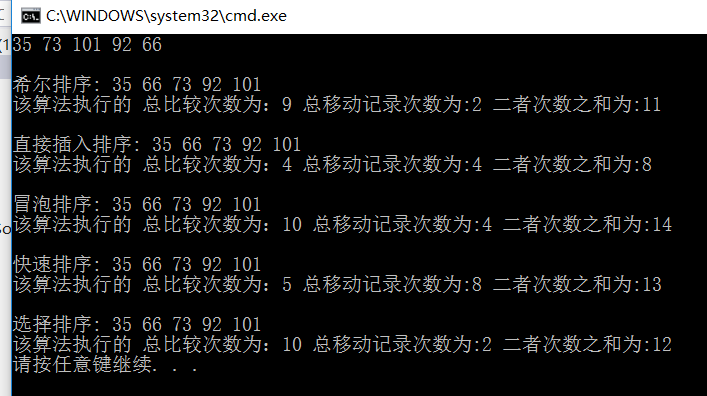 C:\WINDOWS\system32\cmd.exe
35 73 101 92 66
希尔排序: 35 66 73 92 101
该算法执行的 总比较次数为: 9 总移动记录次数为:2 二者次数之和为:11
直接插入排序: 35 66 73 92 101
该算法执行的 总比较次数为: 4 总移动记录次数为:4 二者次数之和为:8
冒泡排序: 35 66 73 92 101
该算法执行的 总比较次数为: 10 总移动记录次数为:4 二者次数之和为:14
快速排序: 35 66 73 92 101
该算法执行的 总比较次数为: 5 总移动记录次数为:8 二者次数之和为:13
选择排序: 35 66 73 92 101
该算法执行的 总比较次数为: 10 总移动记录次数为:2 二者次数之和为:12
请按任意键继续. . .